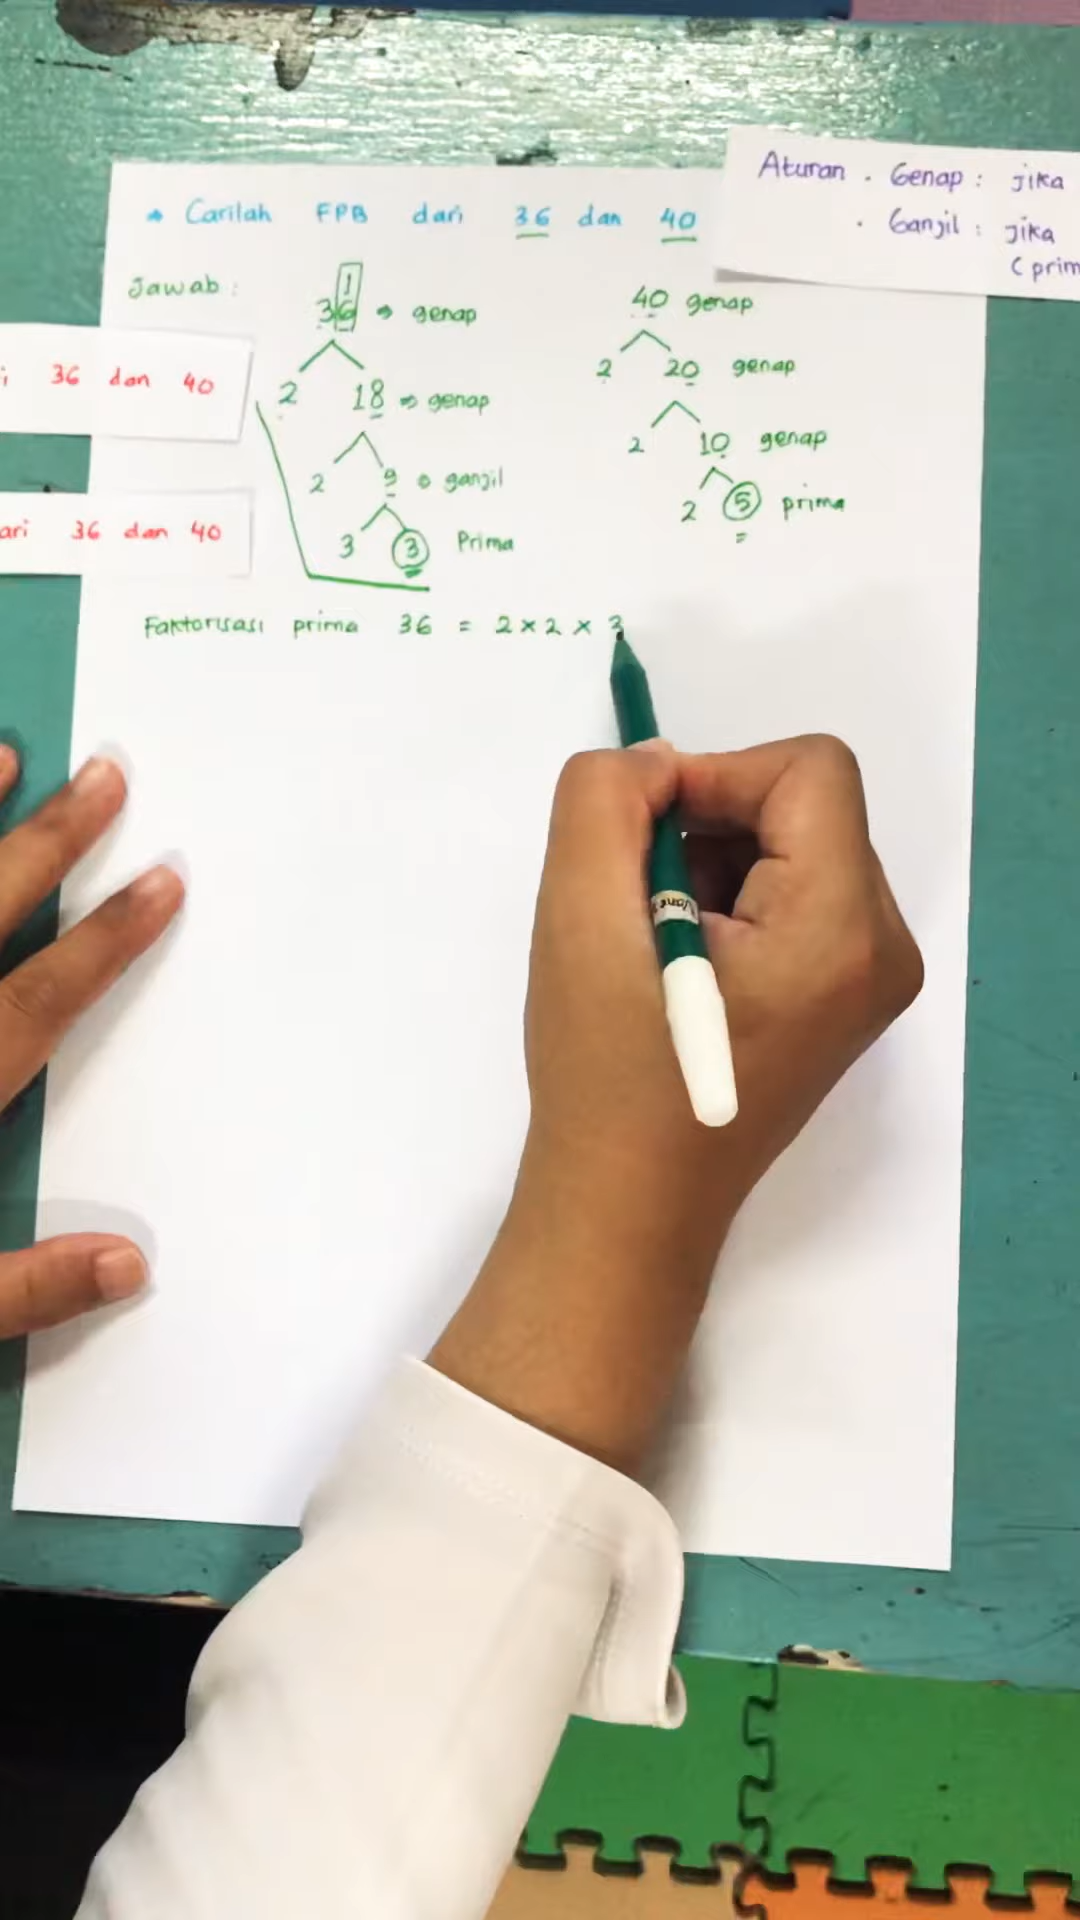 Aturan . Genap : jika
. Ganjil : Jika
( prim
Carilah FPB dari 36 dan 40
Jawab :
1
36 ⇒ genap
2 18 ⇒ genap
2 9 ⇒ ganjil
3 3 Prima
40 genap
2 20 genap
2 10 genap
2 5 prima
i 36 dan 40
ari 36 dan 40
Faktorisasi prima 36 = 2 × 2 × 3